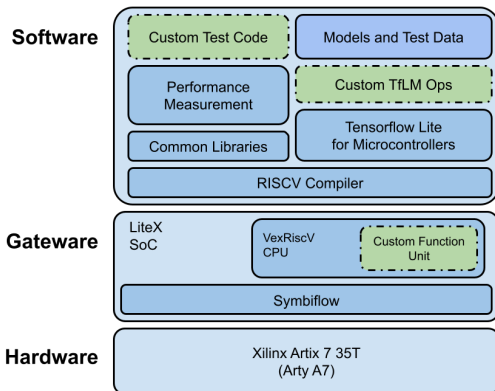 Software
Custom Test Code
Models and Test Data
Performance
Measurement
Custom TfLM Ops
Common Libraries
Tensorflow Lite
for Microcontrollers
RISCV Compiler
Gateware
LiteX
SoC
VexRiscV
CPU
Custom Function
Unit
Symbiflow
Hardware
Xilinx Artix 7 35T
(Arty A7)